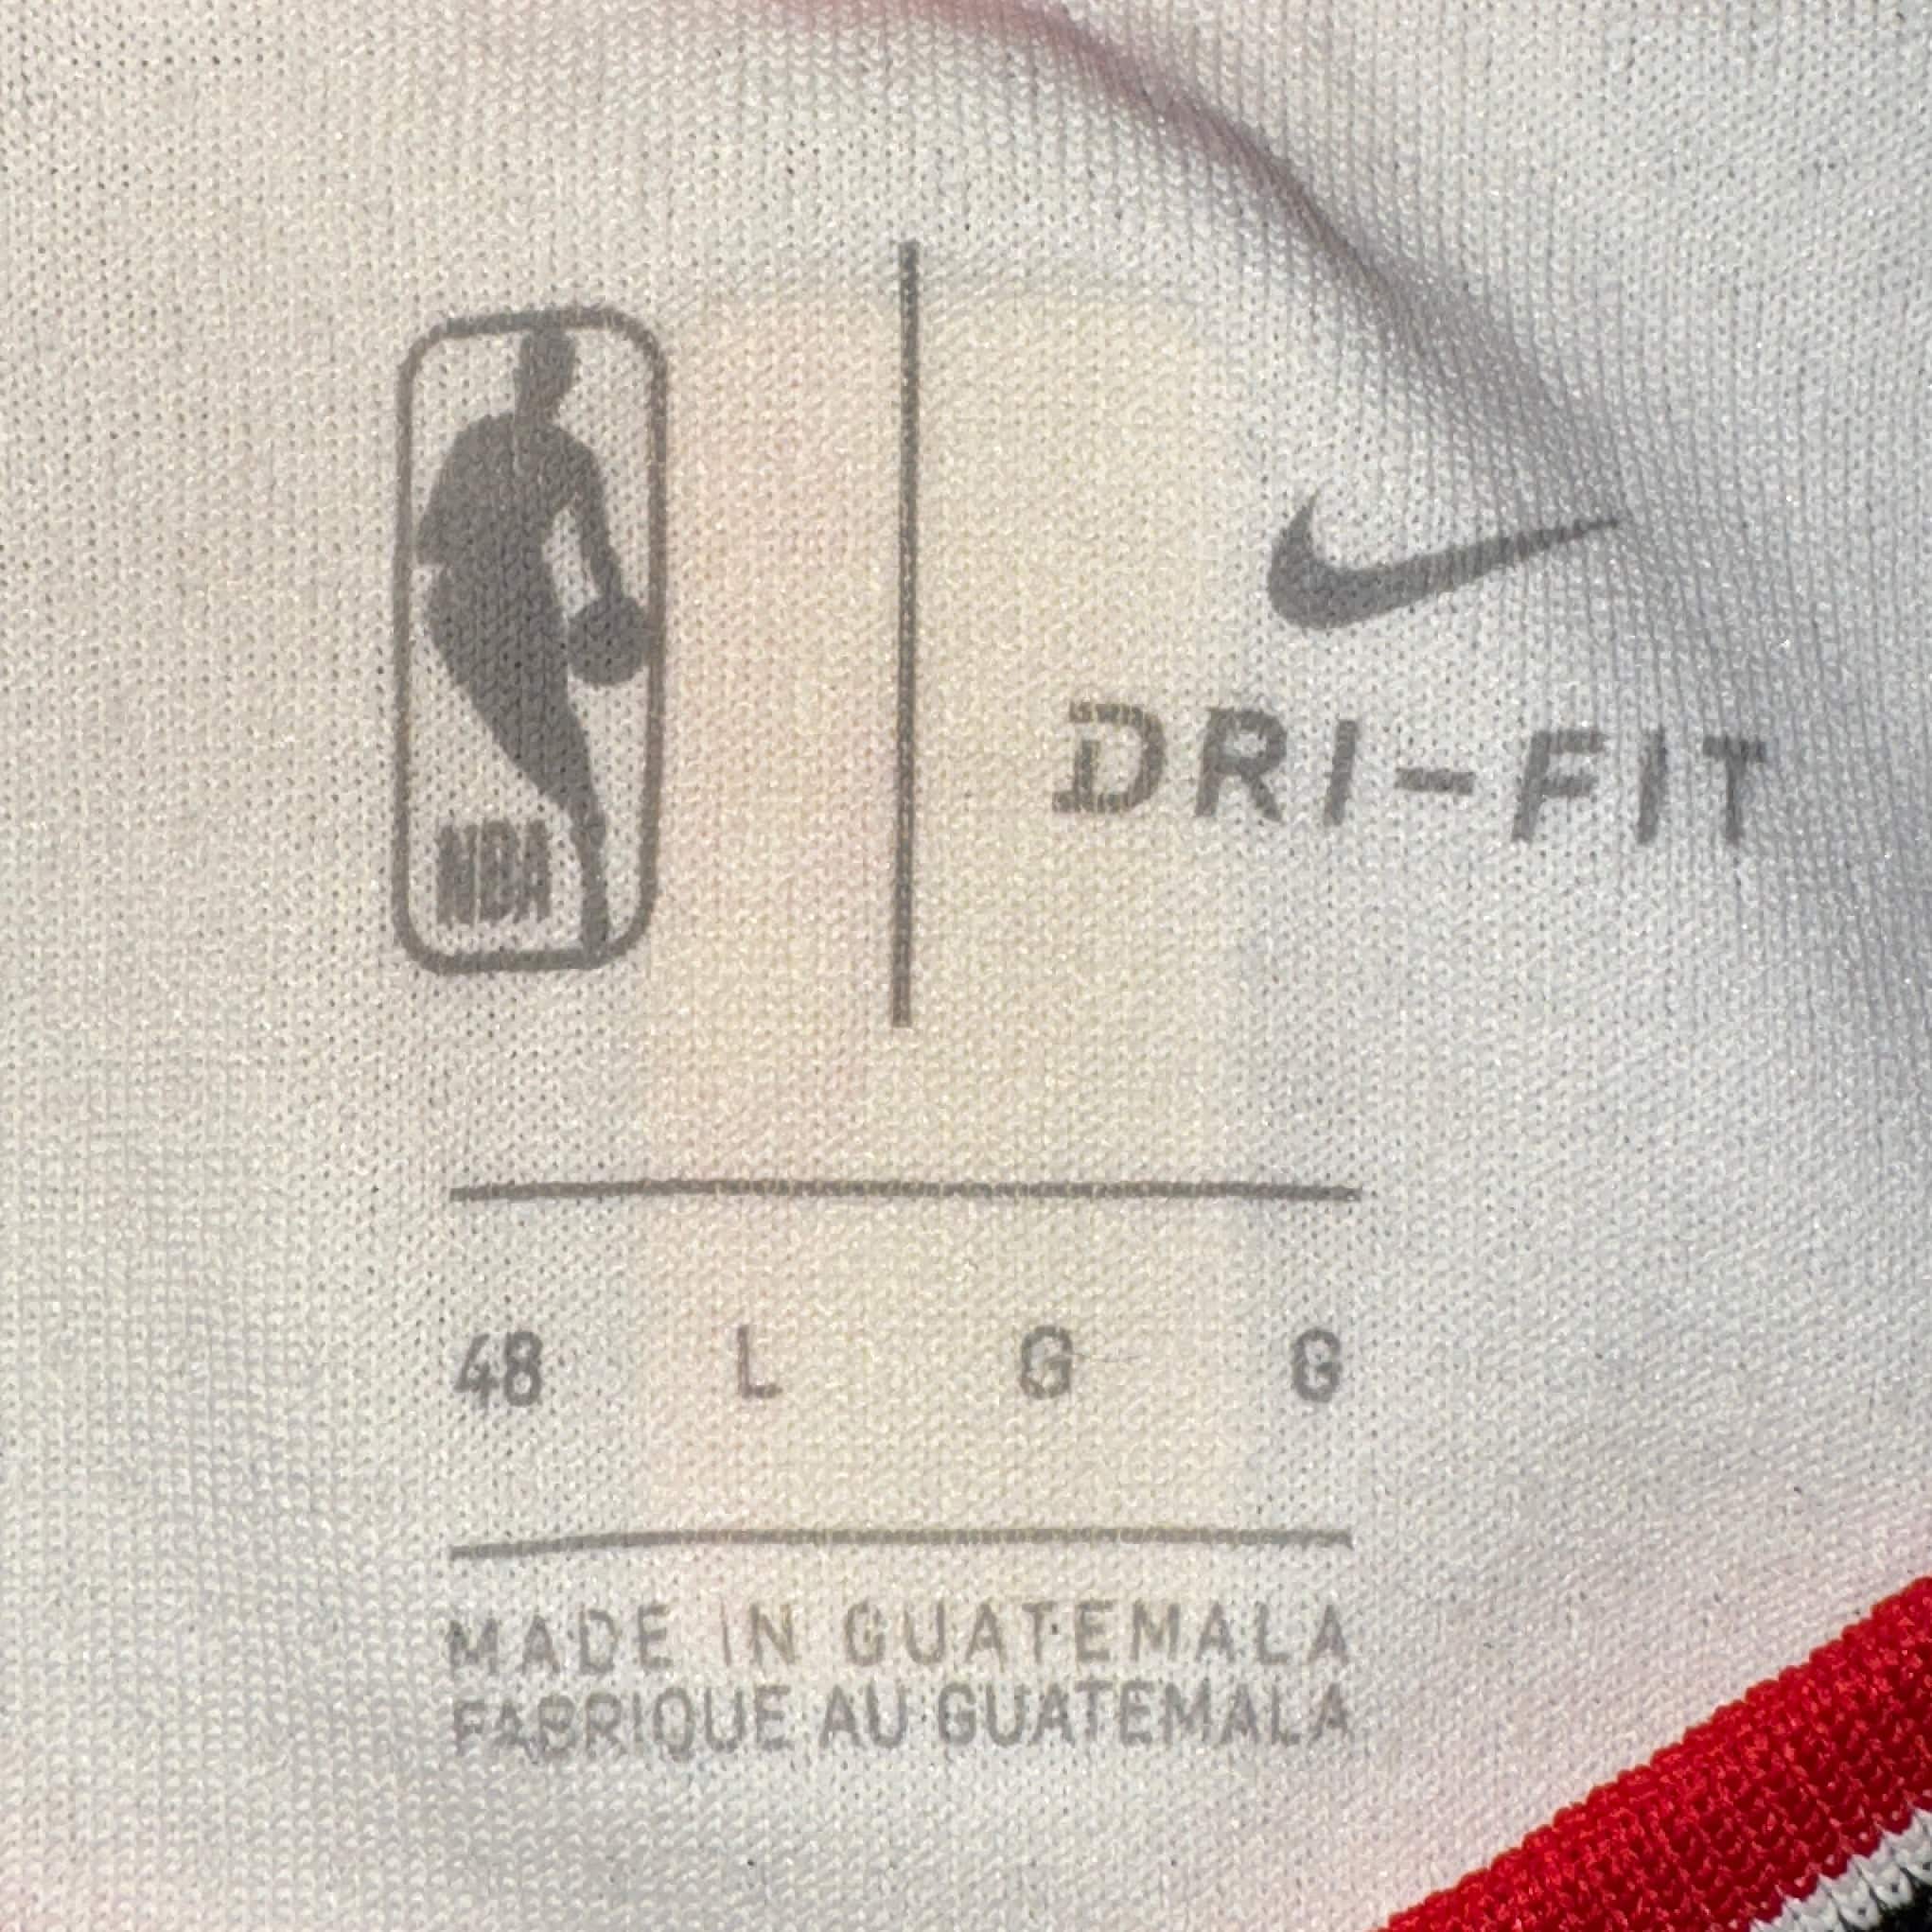 NBA
DRI-FIT
48 L G G
MADE IN GUATEMALA
FABRIQUE AU GUATEMALA